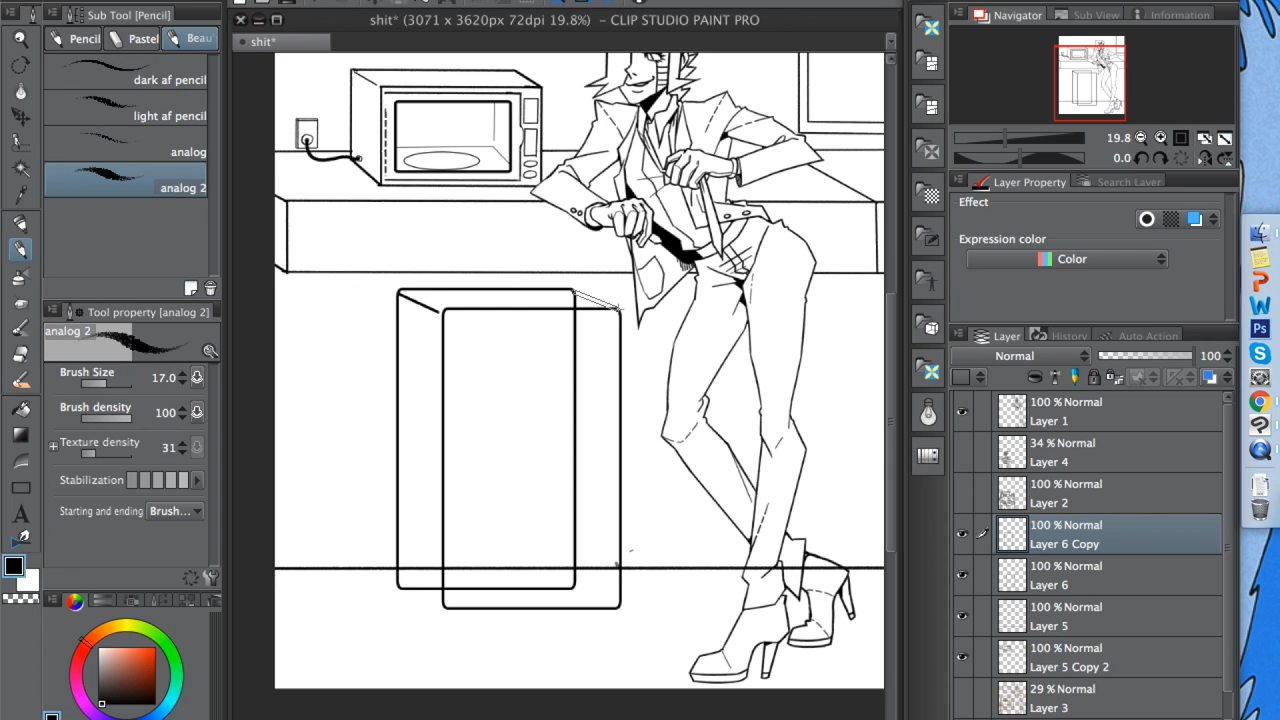 Sub Tool [Pencil]
shit* (3071 x 3620px 72dpi 19.8%) – CLIP STUDIO PAINT PRO
Navigator
Sub View
Information
Pencil
Pastel
Beau
shit*
dark af pencil
light af pencil
analog
analog 2
19.8
0.0
Layer Property
Search Layer
Effect
Expression color
Color
Tool property [analog 2]
analog 2
Brush Size
17.0
Brush density
100
Texture density
31
Stabilization
Starting and ending
Brush...
Layer
History
Auto Action
Normal
100
100 % Normal
Layer 1
34 % Normal
Layer 4
100 % Normal
Layer 2
100 % Normal
Layer 6 Copy
100 % Normal
Layer 6
100 % Normal
Layer 5
100 % Normal
Layer 5 Copy 2
29 % Normal
Layer 3
A
P
W
Ps
S